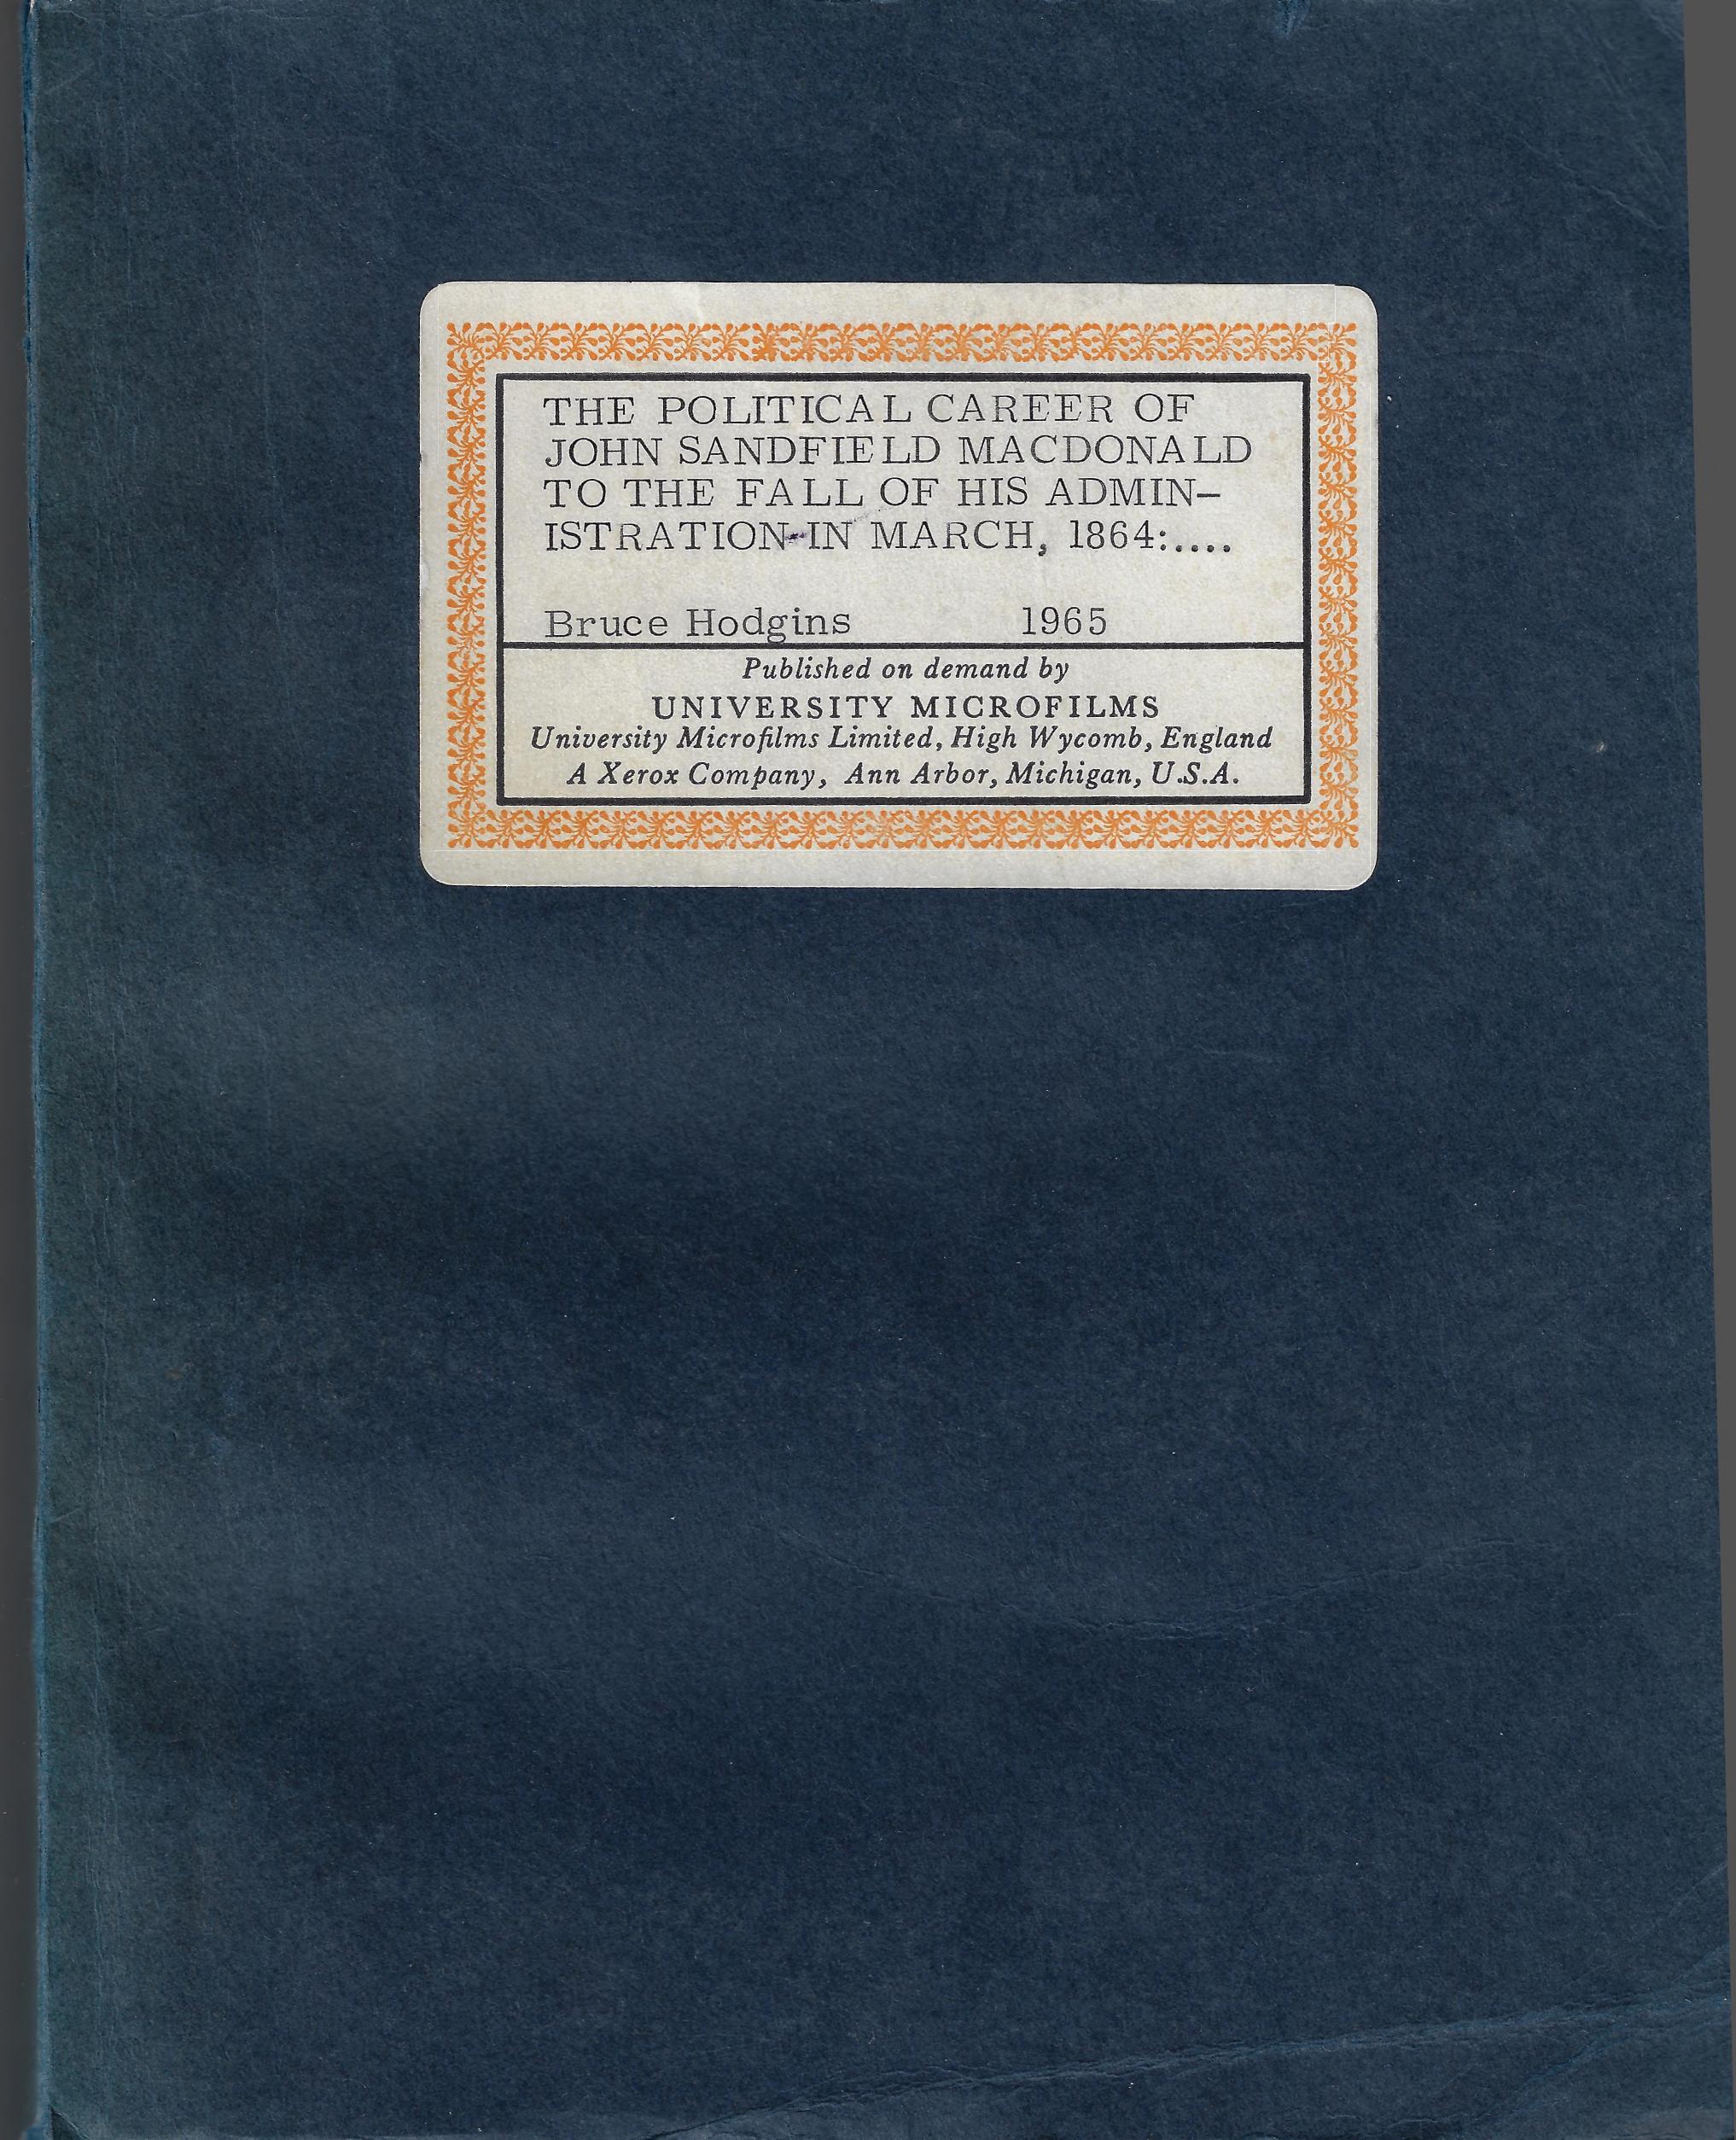 THE POLITICAL CAREER OF
JOHN SANDFIELD MACDONALD
TO THE FALL OF HIS ADMIN-
ISTRATION IN MARCH, 1864:....
Bruce Hodgins 1965
Published on demand by
UNIVERSITY MICROFILMS
University Microfilms Limited, High Wycomb, England
A Xerox Company, Ann Arbor, Michigan, U.S.A.